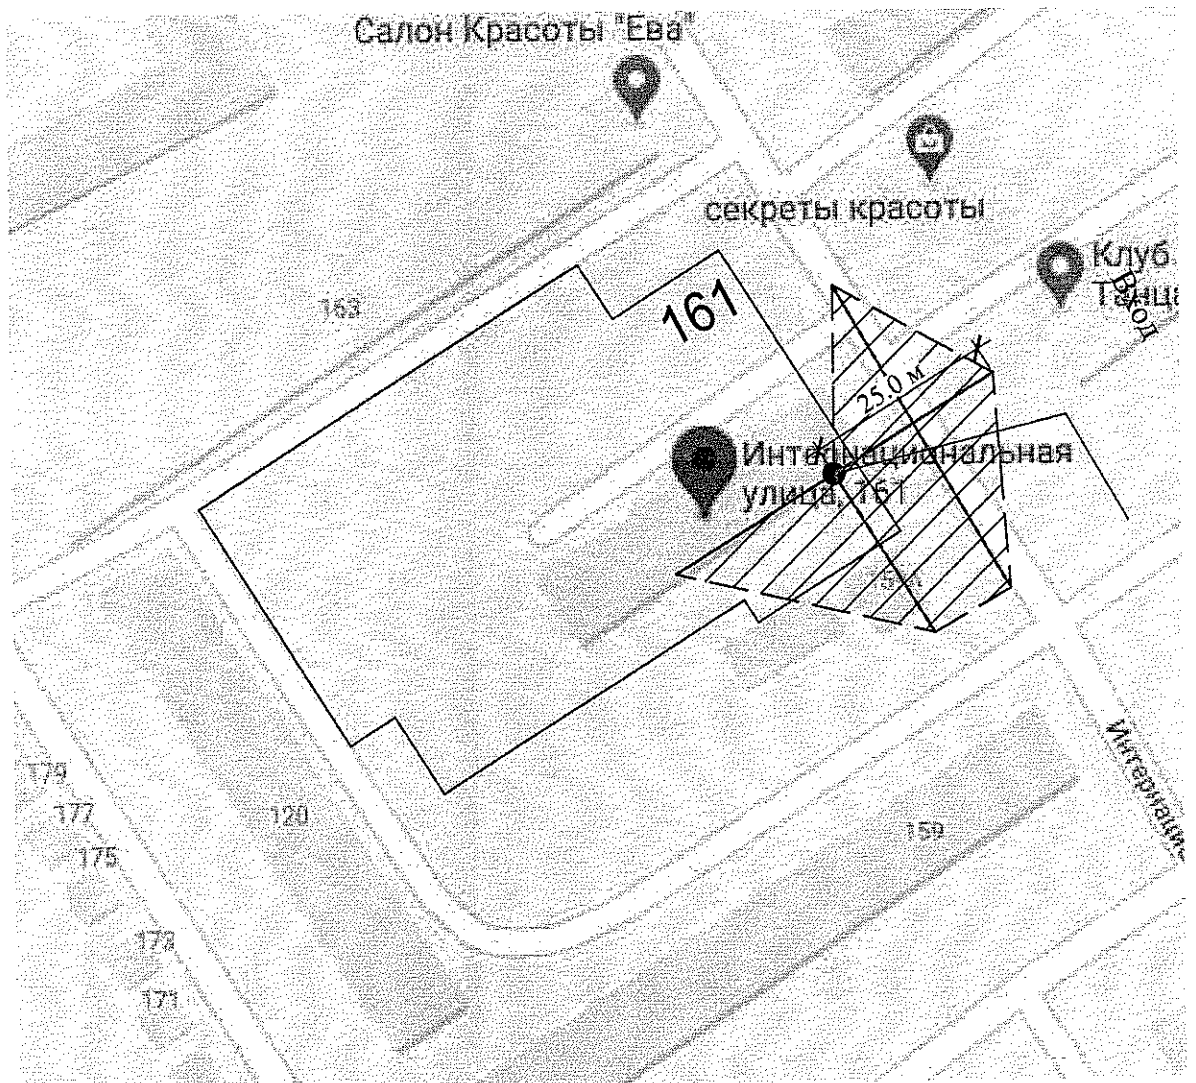 Салон Красоты "Ева"
секреты красоты
Клуб.
Танца
Вход
163
161
25.0 м
Интернациональная
улица, 161
179
177
175
173
171
120
159
Интернацио